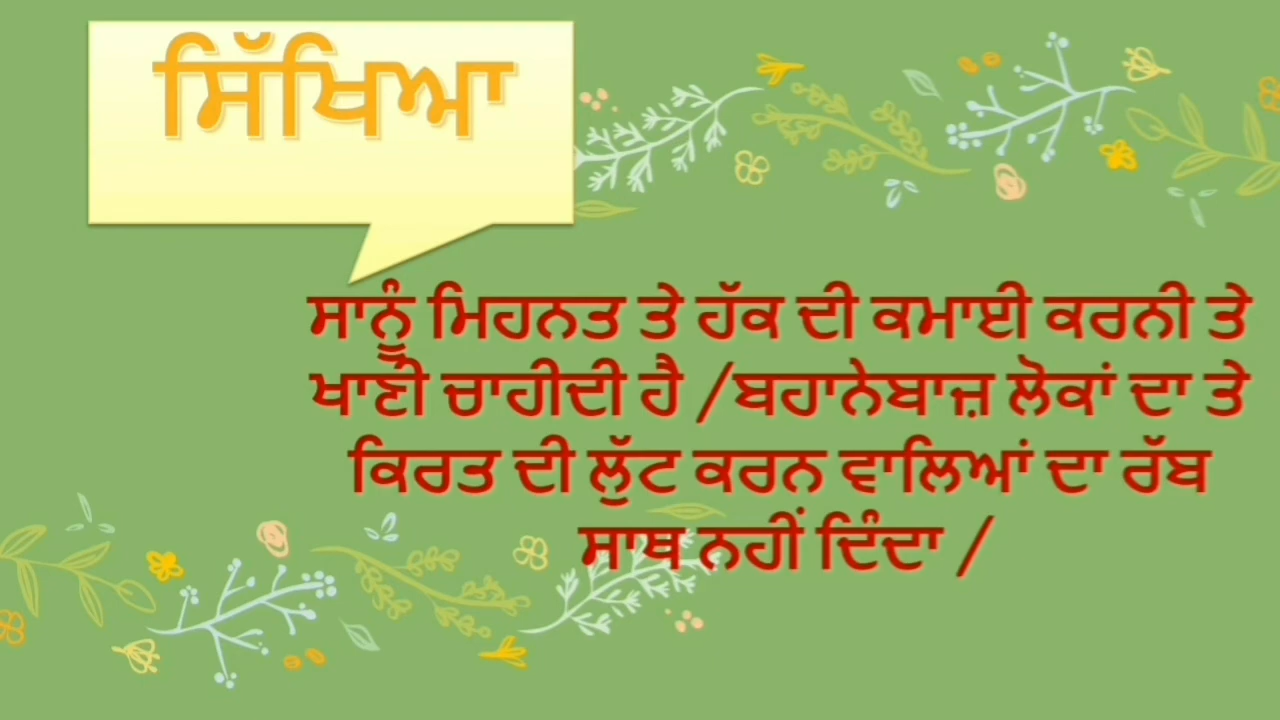 ਸਿੱਖਿਆ
ਸਾਨੂੰ ਮਿਹਨਤ ਤੇ ਹੱਕ ਦੀ ਕਮਾਈ ਕਰਨੀ ਤੇ
ਖਾਣੀ ਚਾਹੀਦੀ ਹੈ /ਬਹਾਨੇਬਾਜ਼ ਲੋਕਾਂ ਦਾ ਤੇ
ਕਿਰਤ ਦੀ ਲੁੱਟ ਕਰਨ ਵਾਲਿਆਂ ਦਾ ਰੱਬ
ਸਾਥ ਨਹੀਂ ਦਿੰਦਾ /